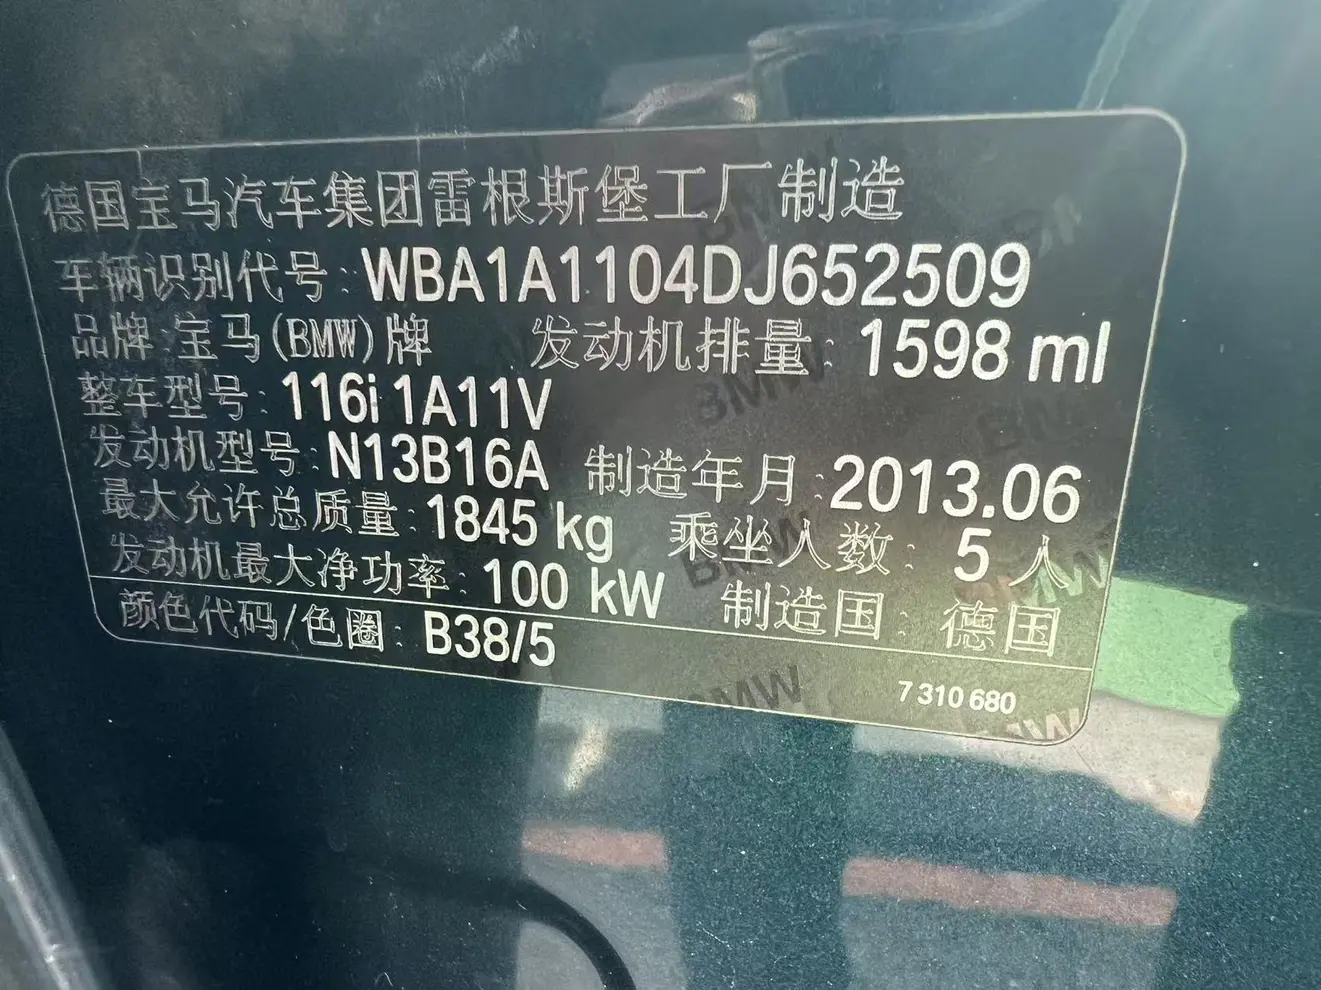 德国宝马汽车集团雷根斯堡工厂制造
车辆识别代号: WBA1A1104DJ652509
品牌: 宝马(BMW)牌 发动机排量: 1598 ml
整车型号: 116i 1A11V
发动机型号: N13B16A 制造年月: 2013.06
最大允许总质量: 1845 kg 乘坐人数: 5 人
发动机最大净功率: 100 kW 制造国: 德国
颜色代码/色圈: B38/5
7 310 680